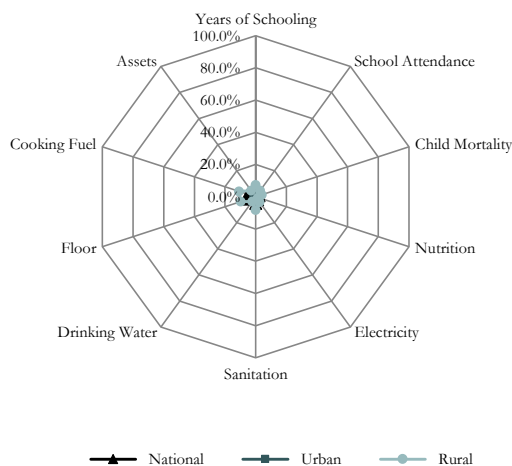 Years of Schooling
100.0%
Assets
School Attendance
80.0%
60.0%
Cooking Fuel
40.0%
Child Mortality
20.0%
0.0%
Floor
Nutrition
Drinking Water
Electricity
Sanitation
National Urban Rural